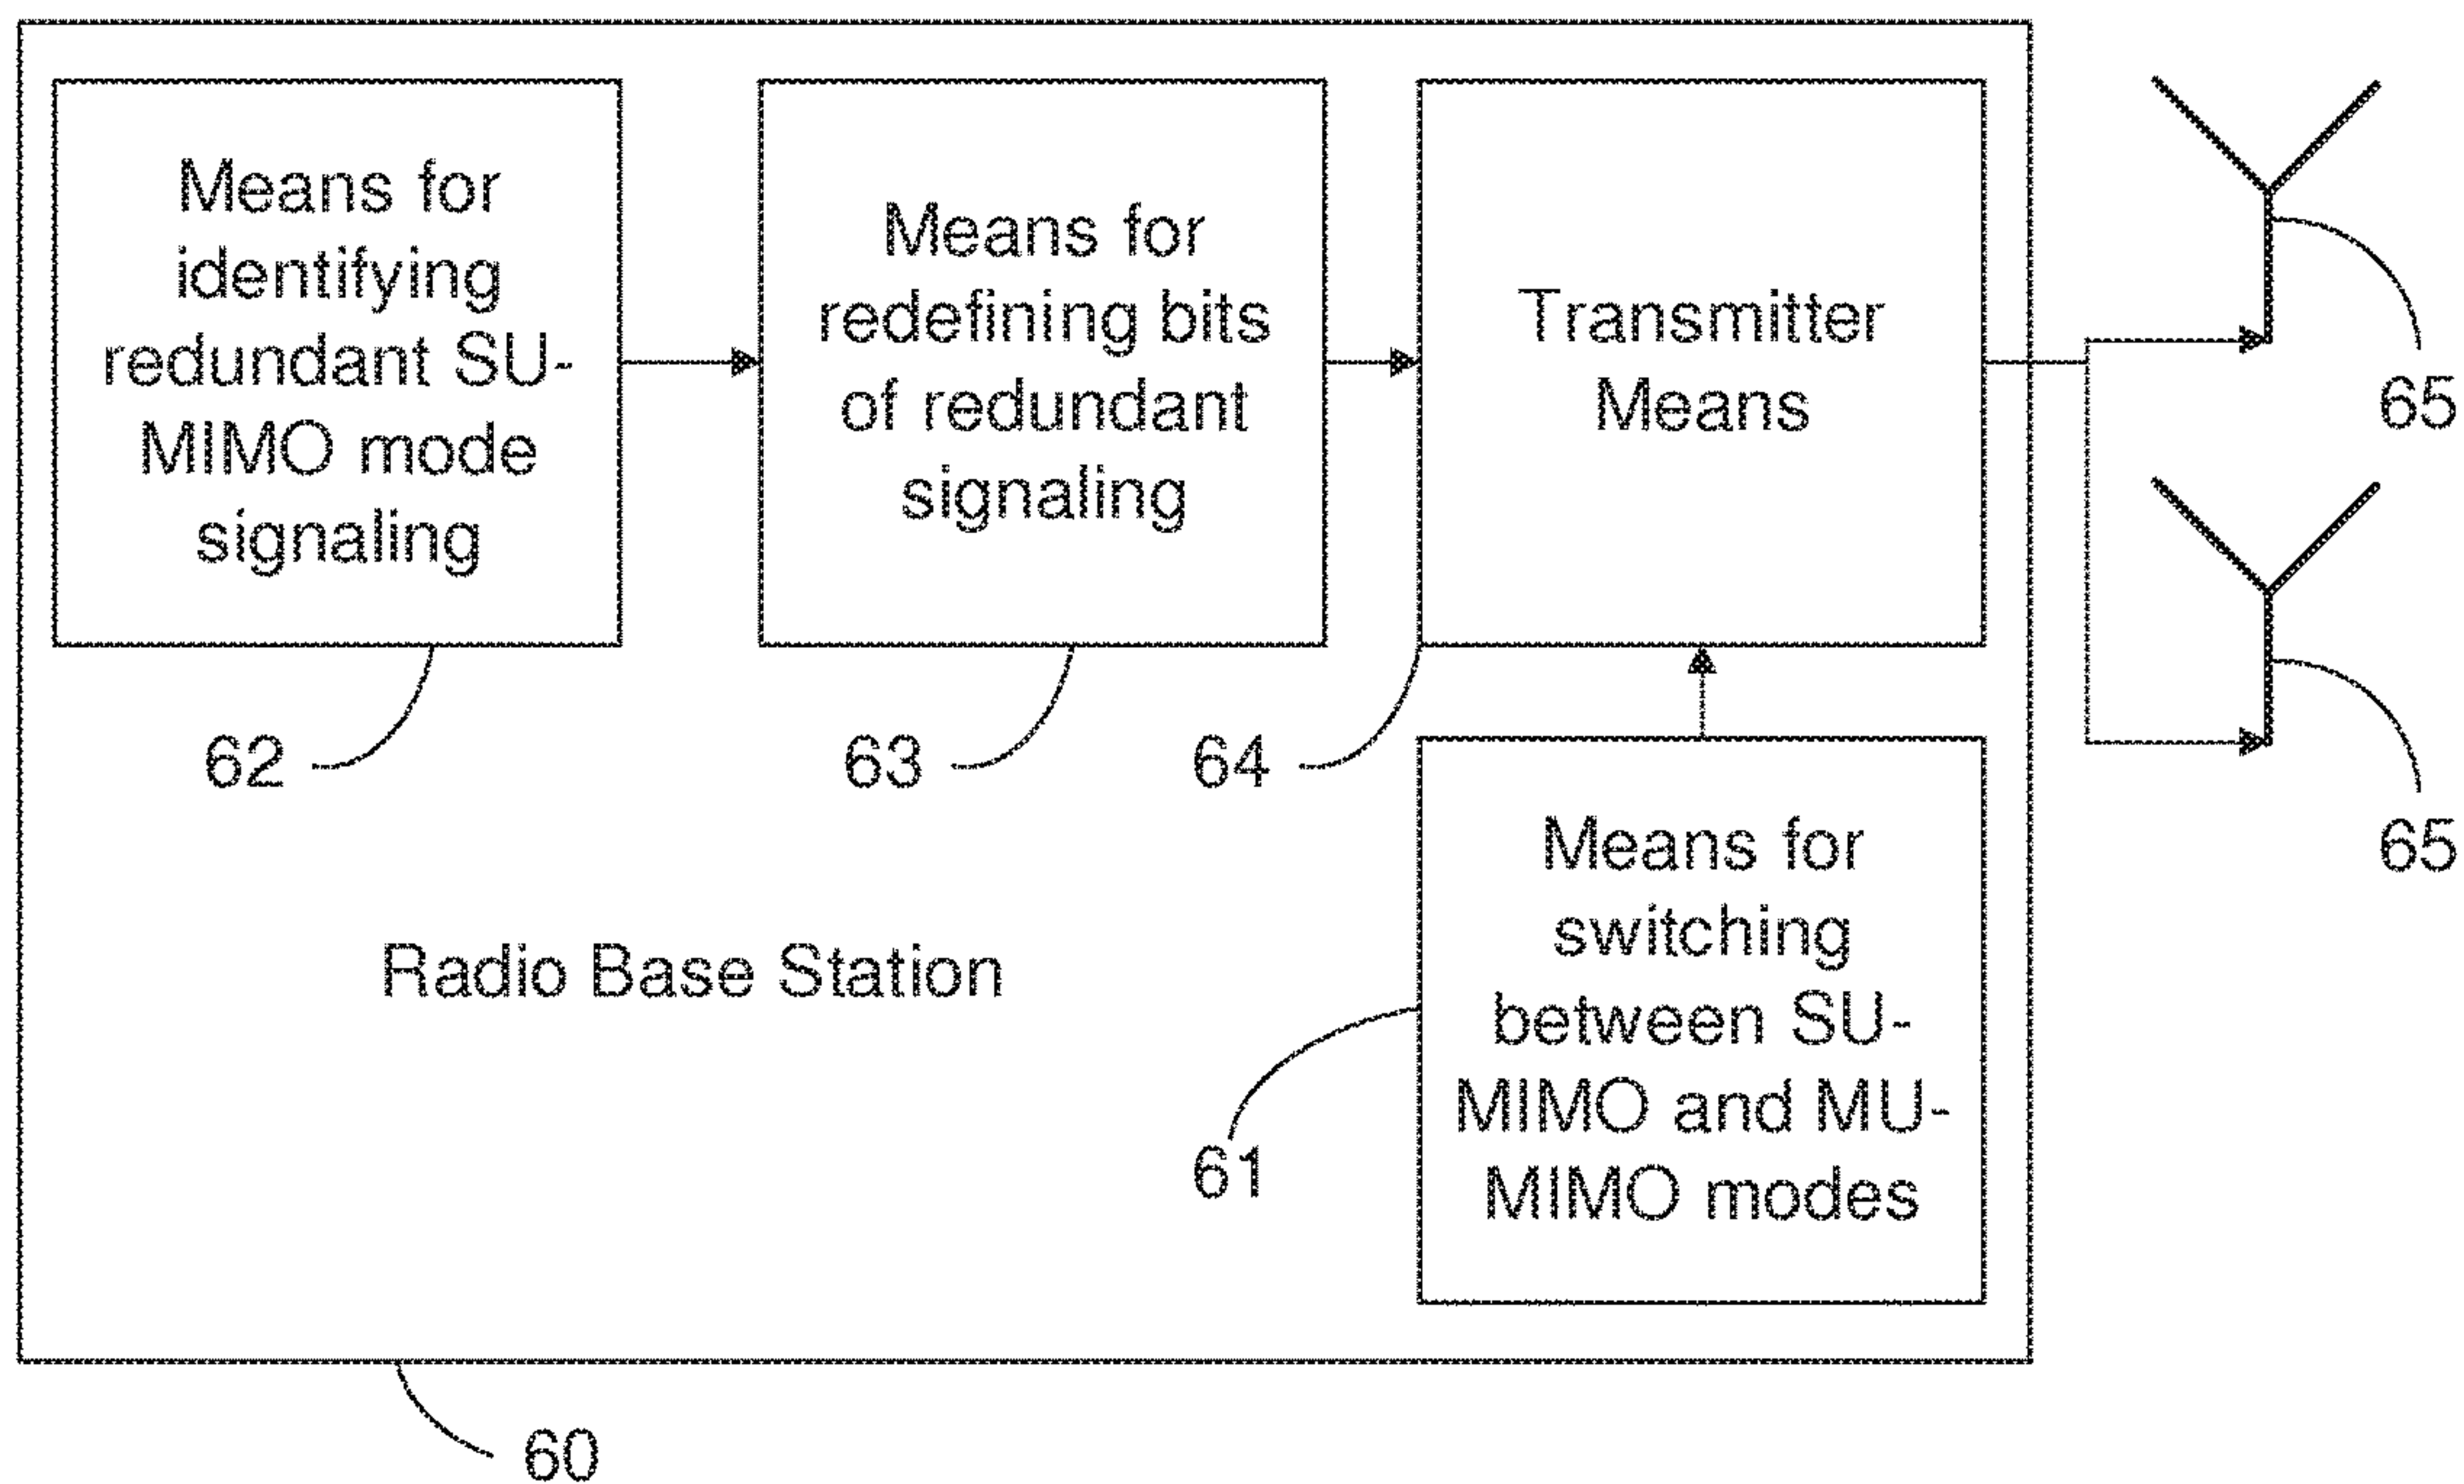 Means for
identifying
redundant SU-
MIMO mode
signaling
Means for
redefining bits
of redundant
signaling
Transmitter
Means
65
65
62
63
64
Means for
switching
between SU-
MIMO and MU-
MIMO modes
61
Radio Base Station
60